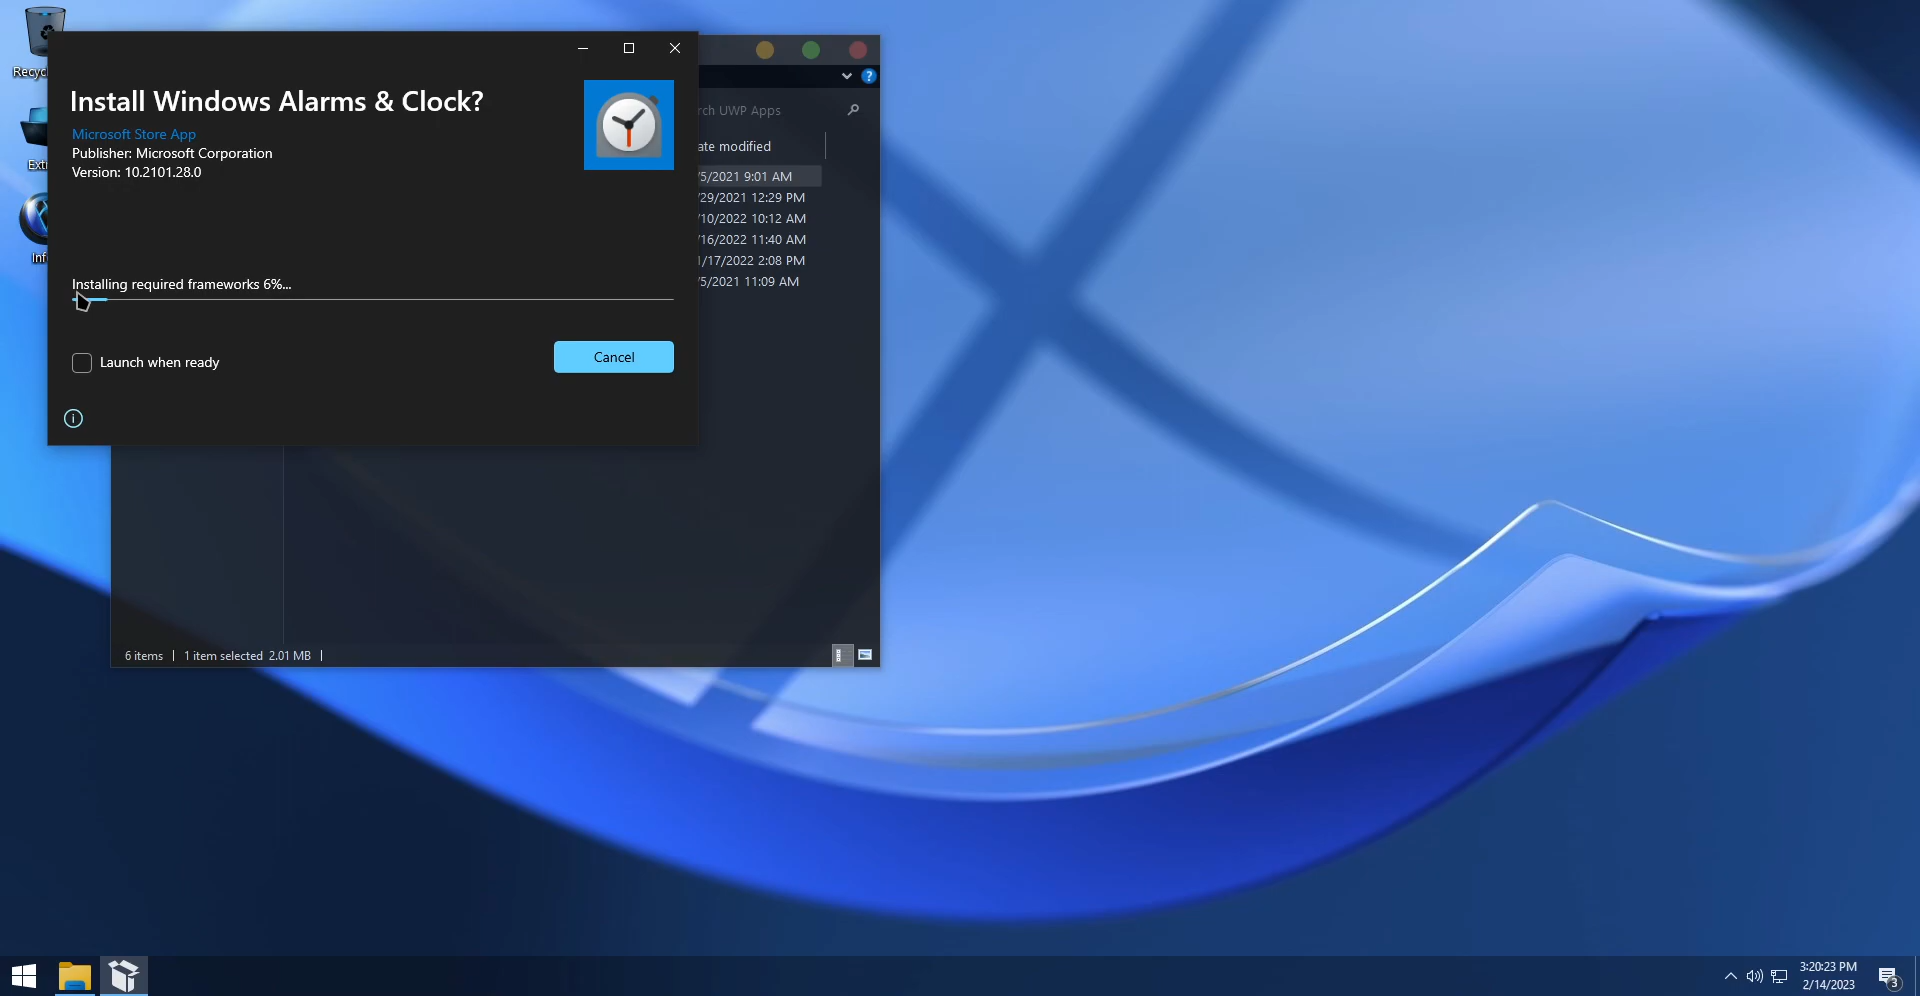 Recyc
Ext
Inf
Install Windows Alarms & Clock?
Microsoft Store App
Publisher: Microsoft Corporation
Version: 10.2101.28.0
Installing required frameworks 6%...
Launch when ready
Cancel
rch UWP Apps
ate modified
/5/2021 9:01 AM
/29/2021 12:29 PM
/10/2022 10:12 AM
/16/2022 11:40 AM
/17/2022 2:08 PM
/5/2021 11:09 AM
6 items
1 item selected 2.01 MB
3:20:23 PM
2/14/2023
3